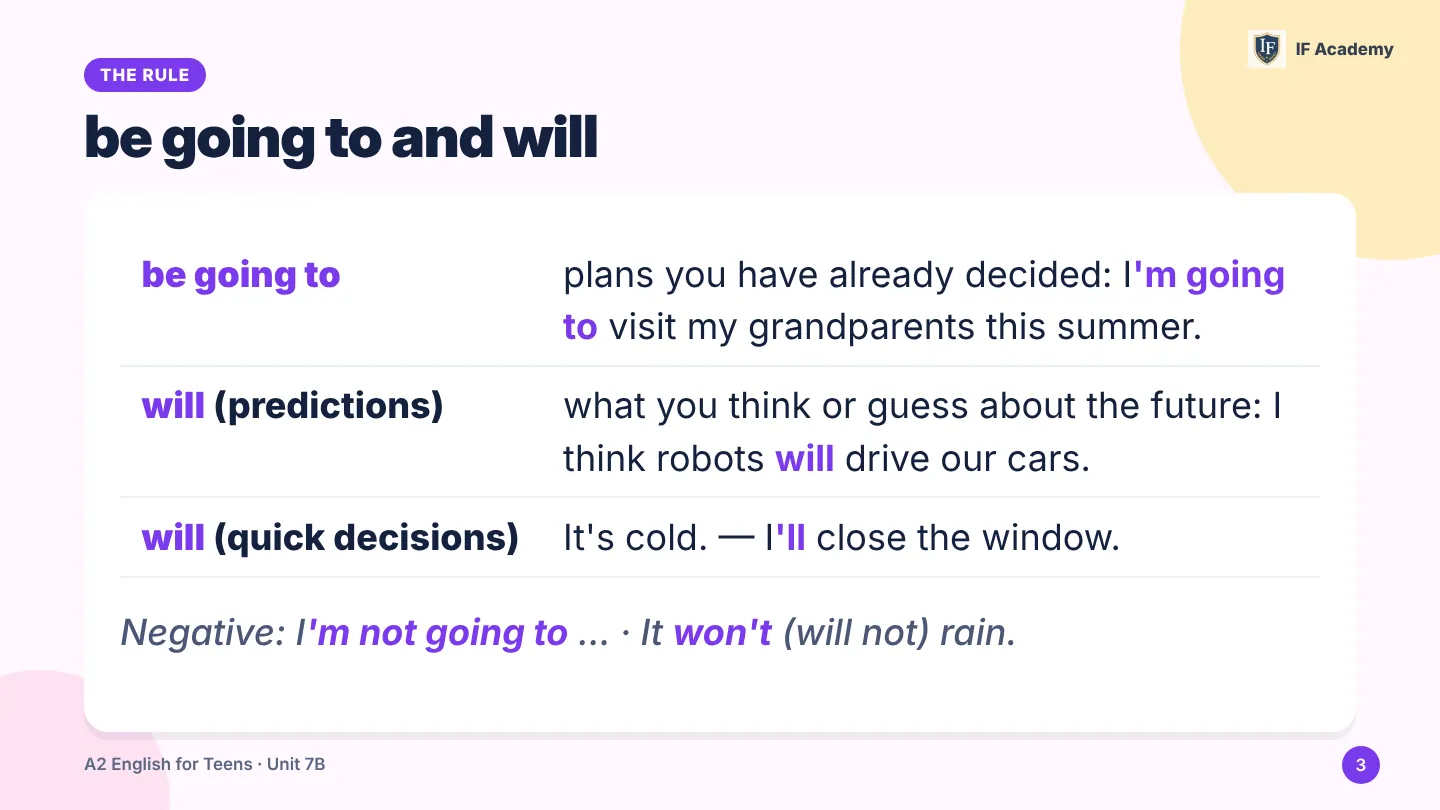 IF
IF Academy
THE RULE
be going to and will
be going to
plans you have already decided: I'm going
to visit my grandparents this summer.
will (predictions)
what you think or guess about the future: I
think robots will drive our cars.
will (quick decisions)
It's cold. — I'll close the window.
Negative: I'm not going to ... · It won't (will not) rain.
A2 English for Teens · Unit 7B
3